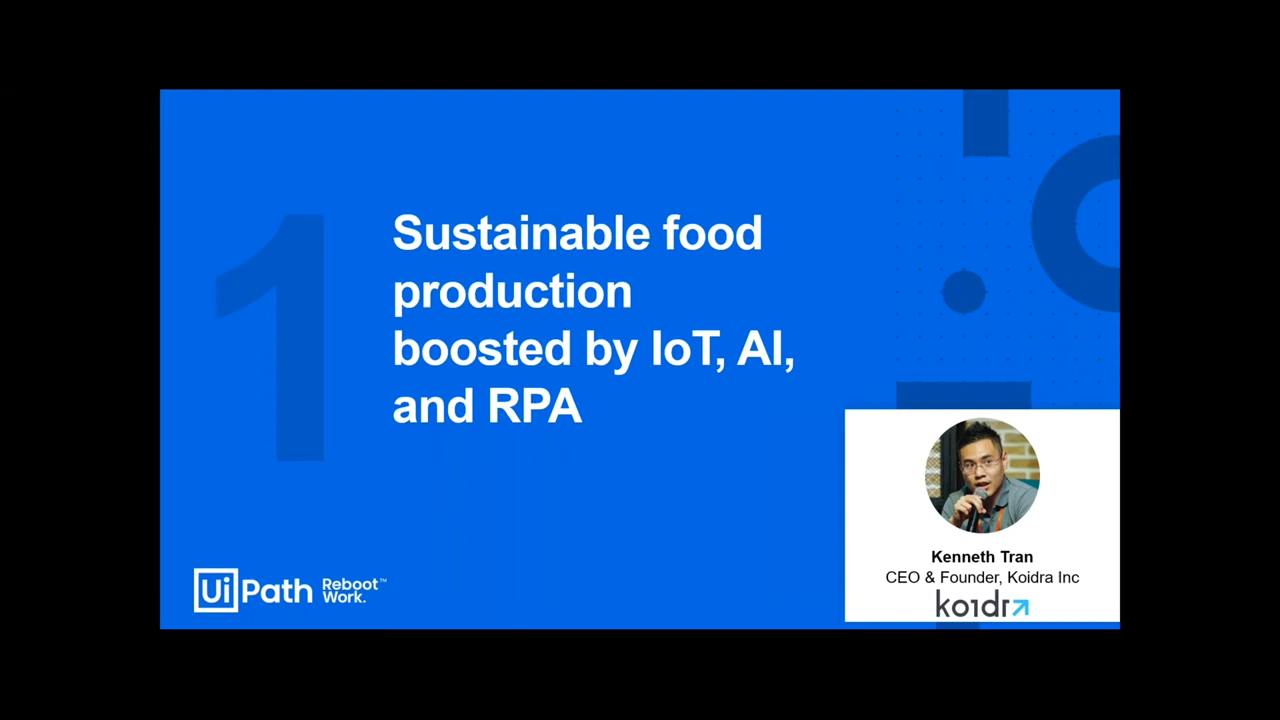 1
Sustainable food
production
boosted by IoT, AI,
and RPA
UiPath Reboot™
Work.
Kenneth Tran
CEO & Founder, Koidra Inc
koidra